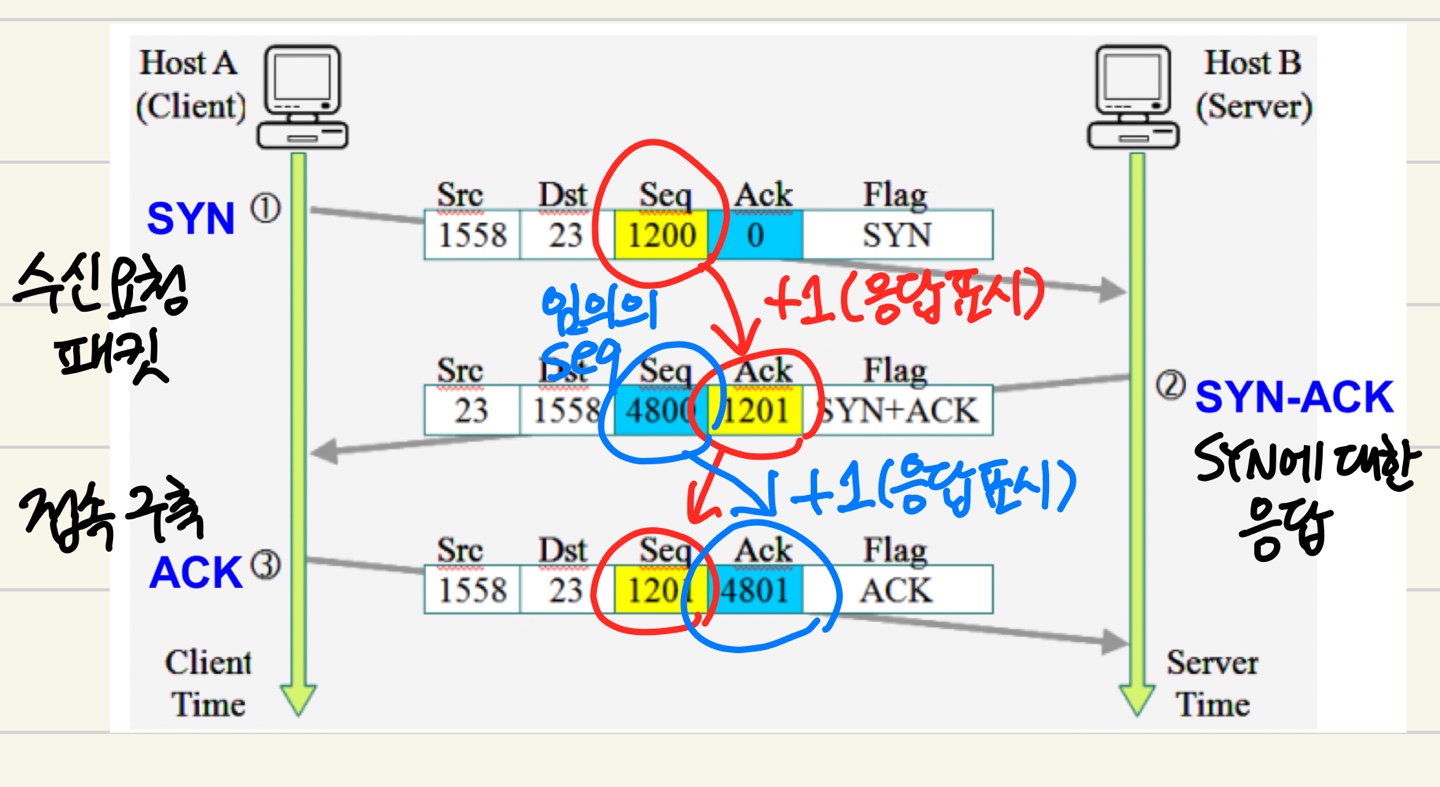 Host A
(Client)
Host B
(Server)
SYN ①
Src Dst Seq Ack Flag
1558 23 1200 0 SYN
수신요청
패킷
+1(응답표시)
임의의
seq
Src Dst Seq Ack Flag
23 1558 4800 1201 SYN+ACK
② SYN-ACK
SYN에 대한
응답
+1(응답표시)
접속 구축
ACK ③
Src Dst Seq Ack Flag
1558 23 1201 4801 ACK
Client
Time
Server
Time